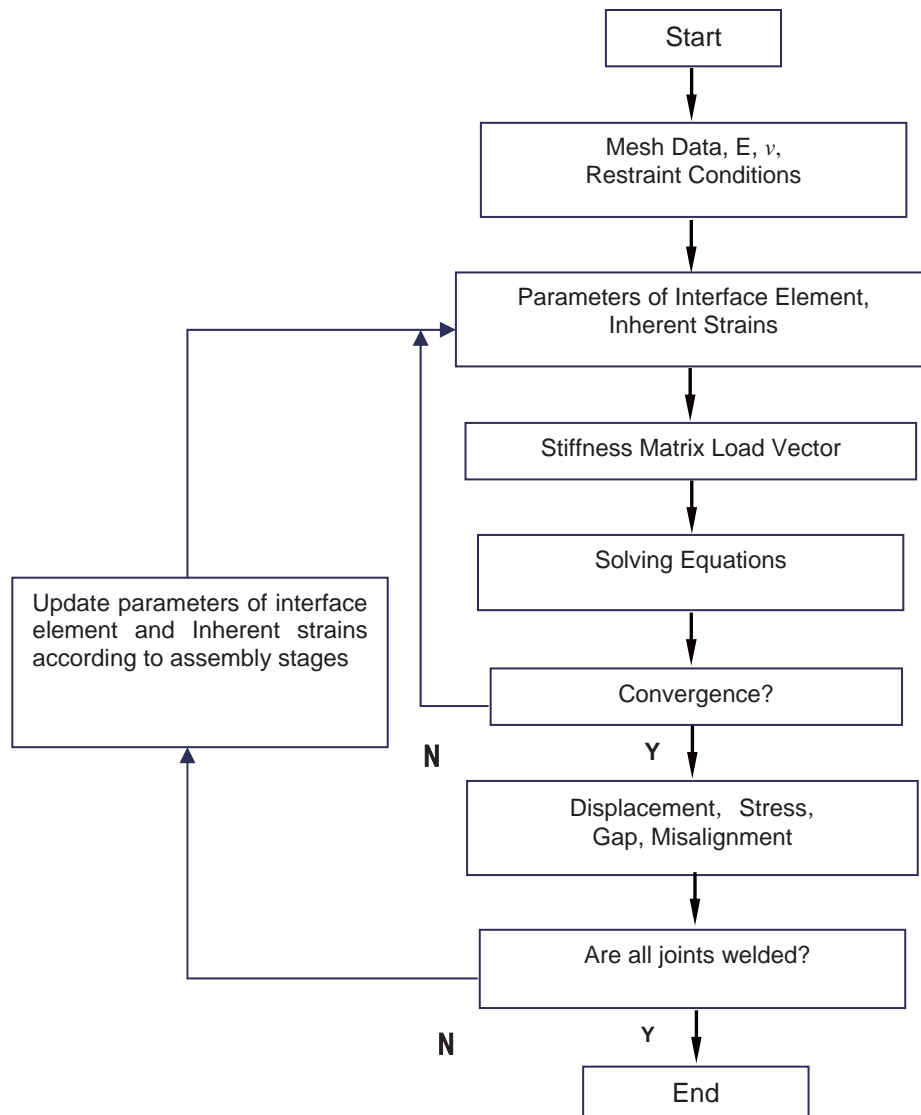 Start
Mesh Data, E, ν,
Restraint Conditions
Parameters of Interface Element,
Inherent Strains
Stiffness Matrix Load Vector
Solving Equations
Update parameters of interface
element and Inherent strains
according to assembly stages
Convergence?
N
Y
Displacement, Stress,
Gap, Misalignment
Are all joints welded?
N
Y
End